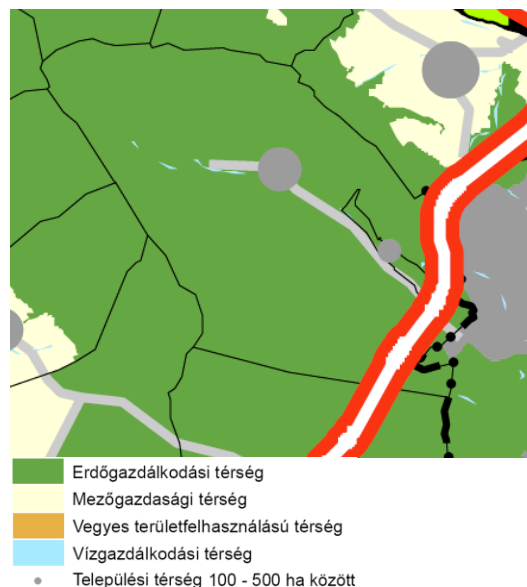 Erdőgazdálkodási térség
Mezőgazdasági térség
Vegyes területfelhasználású térség
Vízgazdálkodási térség
Települési térség 100 - 500 ha között